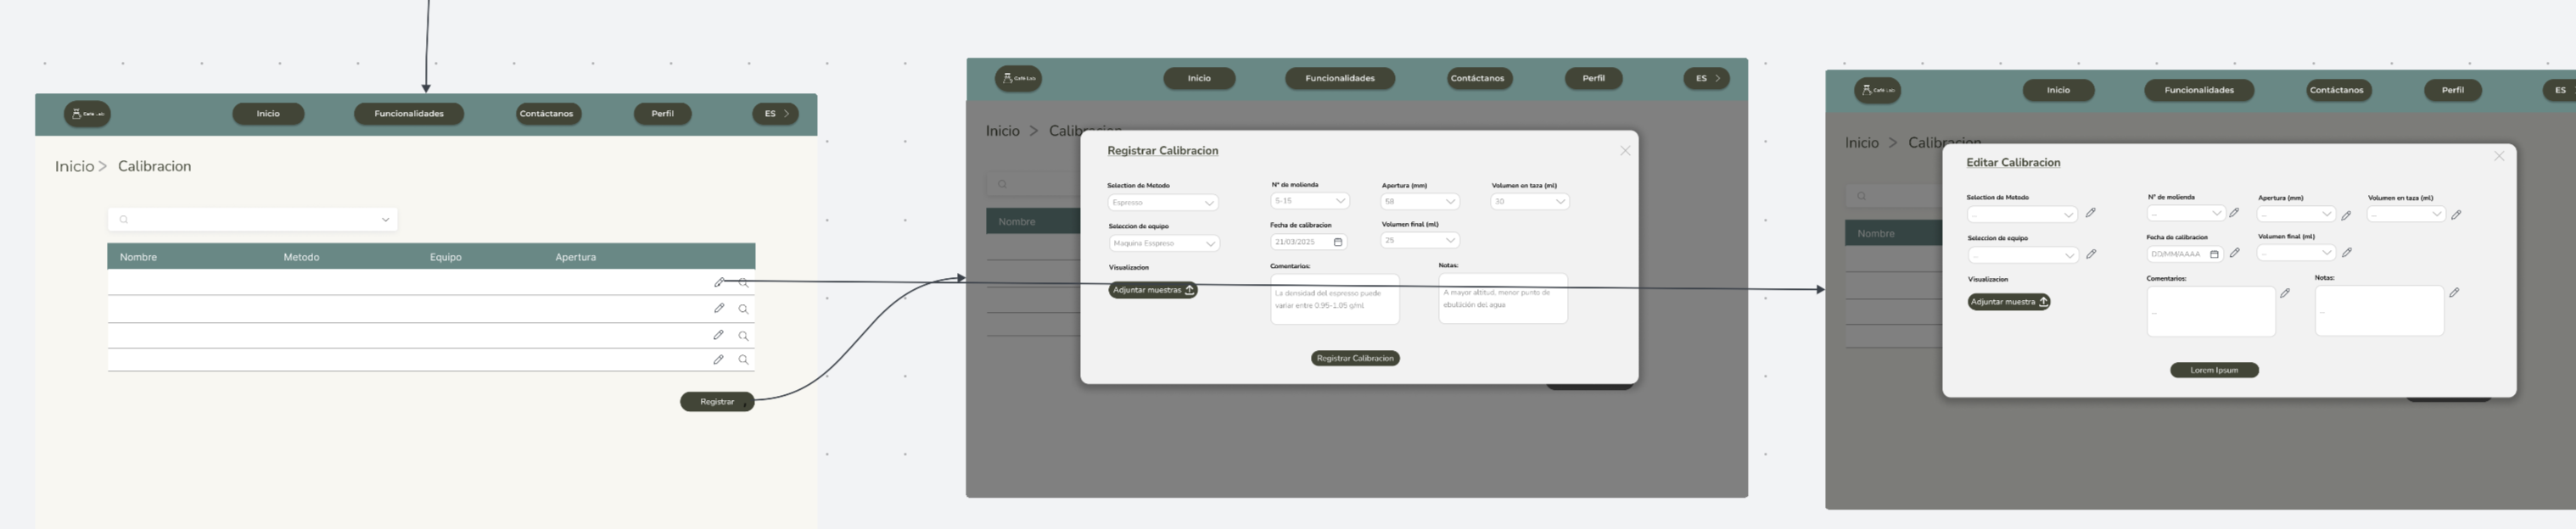 Café Lab
Inicio
Funcionalidades
Contáctanos
Perfil
ES >
Inicio > Calibracion
Nombre
Metodo
Equipo
Apertura
Registrar
Café Lab
Inicio
Funcionalidades
Contáctanos
Perfil
ES >
Inicio >
Nombre
Registrar Calibracion
Selection de Metodo
N° de molienda
Apertura (mm)
Volumen en taza (ml)
Espresso
5-15
58
30
Seleccion de equipo
Fecha de calibracion
Volumen final (ml)
Maquina Esspreso
21/03/2025
25
Visualizacion
Comentarios:
Notas:
Adjuntar muestras
La densidad del espresso puede
variar entre 0.95-1.05 g/ml
A mayor altitud, menor punto de
ebulición del agua
Registrar Calibracion
Café Lab
Inicio
Funcionalidades
Contáctanos
Perfil
ES
Inicio > Calibracion
Nombre
Editar Calibracion
Selection de Metodo
N° de molienda
Apertura (mm)
Volumen en taza (ml)
...
...
...
...
Seleccion de equipo
Fecha de calibracion
Volumen final (ml)
...
DD/MM/AAAA
...
Visualizacion
Comentarios:
Notas:
Adjuntar muestra
...
...
Lorem Ipsum